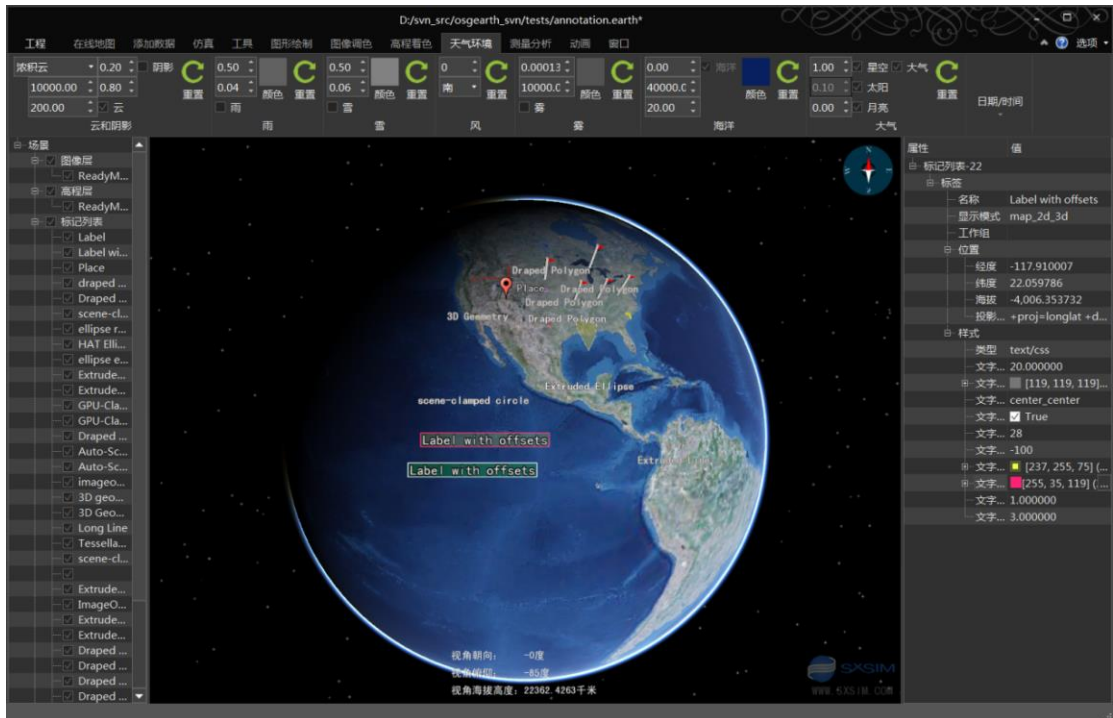 D:/svn_src/osgearth_svn/tests/annotation.earth*
工程 在线地图 添加数据 仿真 工具 图形绘制 图像调色 高程着色 天气环境 测量分析 动画 窗口 选项
浓积云 0.20 阴影 0.50 0.50 0 0.00013 0.00 海洋 1.00 星空 大气
10000.00 0.80 重置 0.04 颜色 重置 0.06 颜色 重置 南 重置 10000.0 颜色 重置 40000.0 颜色 重置 0.10 太阳 重置 日期/时间
200.00 云 雨 雪 雾 20.00 0.00 月亮
云和阴影 雨 雪 风 雾 海洋 大气
场景
图像层
ReadyM...
高程层
ReadyM...
标记列表
Label
Label wi...
Place
draped ...
Draped ...
scene-cl...
ellipse r...
HAT Elli...
ellipse e...
Extrude...
Extrude...
GPU-Cla...
GPU-Cla...
Draped ...
Auto-Sc...
Auto-Sc...
imageo...
3D geo...
3D Geo...
Long Line
Tessella...
scene-cl...
Extrude...
ImageO...
Extrude...
Extrude...
Draped ...
Draped ...
Draped ...
Draped ...
N
Draped Polygon
Place
Draped Polygon
Draped Polygon
3D Geometry
Draped Polygon
Extruded Ellipse
scene-clamped circle
Label with offsets
Label with offsets
视角朝向: -0度
视角俯仰: -85度
视角海拔高度: 22362.4263千米
SXSIM
WWW.SXSIM.COM
属性 值
标记列表-22
标签
名称 Label with offsets
显示模式 map_2d_3d
工作组
位置
经度 -117.910007
纬度 22.059786
海拔 -4,006.353732
投影... +proj=longlat +d...
样式
类型 text/css
文字... 20.000000
文字... [119, 119, 119]...
文字... center_center
文字... True
文字... 28
文字... -100
文字... [237, 255, 75] (...
文字... [255, 35, 119] (...
文字... 1.000000
文字... 3.000000